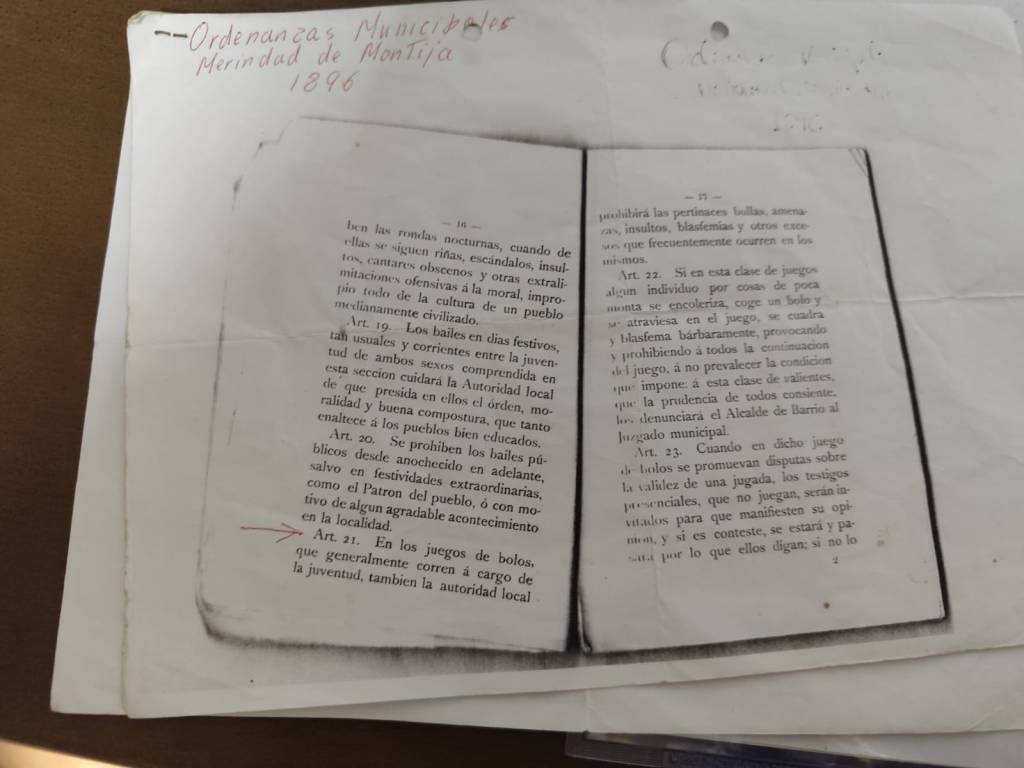 Ordenanzas Municipales
Merindad de Montija
1896
— 16 —
ben las rondas nocturnas, cuando de
ellas se siguen riñas, escándalos, insul-
tos, cantares obscenos y otras extrali-
mitaciones ofensivas á la moral, impro-
pio todo de la cultura de un pueblo
medianamente civilizado.
Art. 19. Los bailes en dias festivos,
tan usuales y corrientes entre la juven-
tud de ambos sexos comprendida en
esta seccion cuidará la Autoridad local
de que presida en ellos el órden, mo-
ralidad y buena compostura, que tanto
enaltece á los pueblos bien educados.
Art. 20. Se prohiben los bailes pú-
blicos desde anochecido en adelante,
salvo en festividades extraordinarias,
como el Patron del pueblo, ó con mo-
tivo de algun agradable acontecimiento
en la localidad.
Art. 21. En los juegos de bolos,
que generalmente corren á cargo de
la juventud, tambien la autoridad local
— 17 —
prohibirá las pertinaces bullas, amena-
zas, insultos, blasfemias y otros exce-
sos que frecuentemente ocurren en los
mismos.
Art. 22. Si en esta clase de juegos
algun individuo por cosas de poca
monta se encoleriza, coge un bolo y
se atraviesa en el juego, se cuadra
y blasfema bárbaramente, provocando
y prohibiendo á todos la continuacion
del juego, á no prevalecer la condicion
que impone: á esta clase de valientes,
que la prudencia de todos consiente,
los denunciará el Alcalde de Barrio al
Juzgado municipal.
Art. 23. Cuando en dicho juego
de bolos se promuevan disputas sobre
la validez de una jugada, los testigos
presenciales, que no juegan, serán in-
vitados para que manifiesten su opi-
nion, y si es conteste, se estará y pa-
sará por lo que ellos digan; si no lo
2